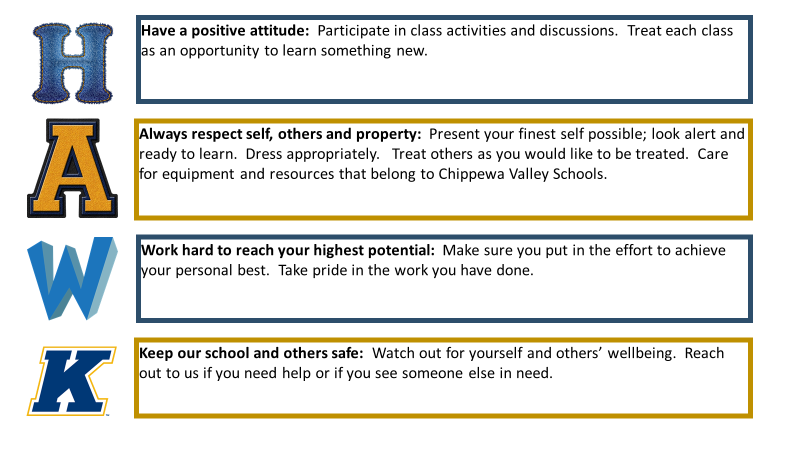 H
Have a positive attitude:  Participate in class activities and discussions.  Treat each class
as an opportunity to learn something new.
A
Always respect self, others and property:  Present your finest self possible; look alert and
ready to learn.  Dress appropriately.   Treat others as you would like to be treated.  Care
for equipment and resources that belong to Chippewa Valley Schools.
W
Work hard to reach your highest potential:  Make sure you put in the effort to achieve
your personal best.  Take pride in the work you have done.
K
Keep our school and others safe:  Watch out for yourself and others’ wellbeing.  Reach
out to us if you need help or if you see someone else in need.